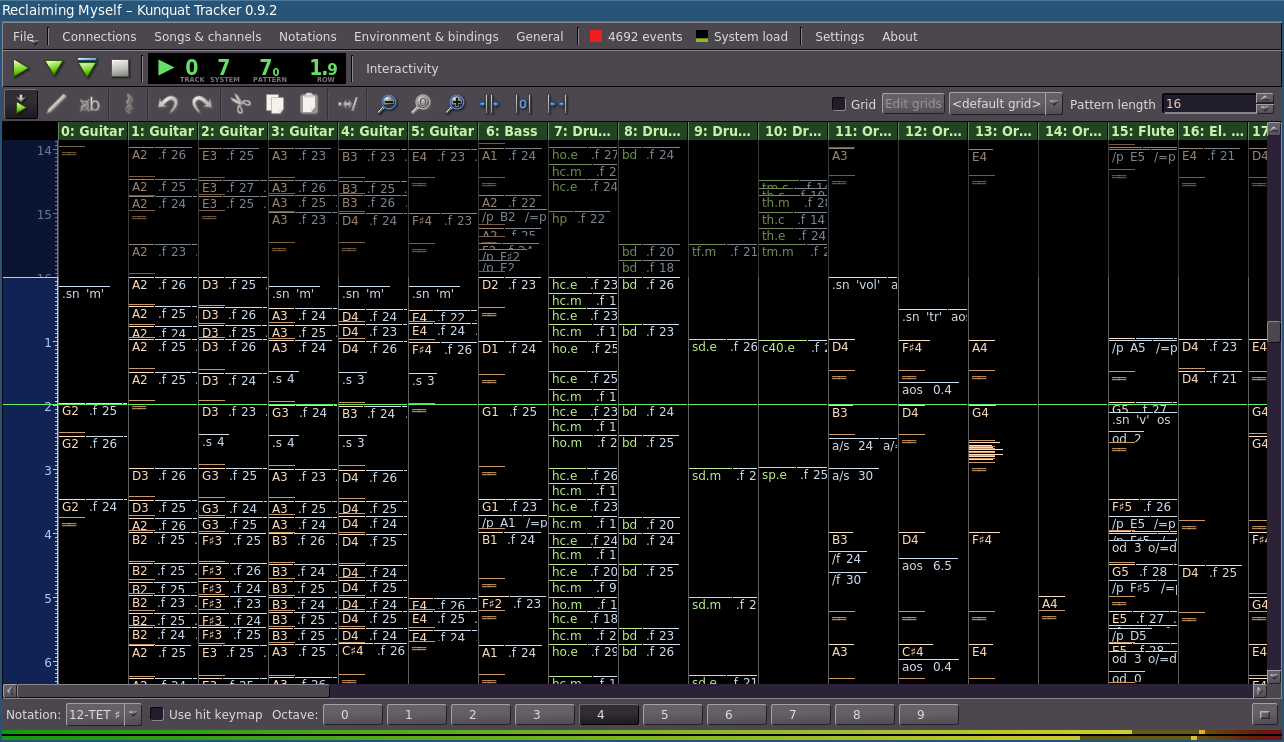 Reclaiming Myself – Kunquat Tracker 0.9.2
File Connections Songs & channels Notations Environment & bindings General 4692 events System load Settings About
0 7 7₀ 1.9 Interactivity
TRACK SYSTEM PATTERN ROW
ab Grid Edit grids <default grid> Pattern length 16
0: Guitar 1: Guitar 2: Guitar 3: Guitar 4: Guitar 5: Guitar 6: Bass 7: Dru... 8: Dru... 9: Dru... 10: Dr... 11: Or... 12: Or... 13: Or... 14: Or... 15: Flute 16: El. ... 17
14 A2 .f 26 E3 .f 25 A3 .f 23 B3 .f 23 E4 .f 23 A1 .f 24 ho.e .f 27 bd .f 24 A3 E4 /p E5 /=p E4 .f 21 D4
hc.m .f 2
A2 .f 25 E3 .f 27 A3 .f 26 B3 .f 25 hc.e .f 24
A2 .f 24 E3 .f 25 A3 .f 25 B3 .f 26 A2 .f 22 th.m .f 2
15 A3 .f 23 D4 .f 24 F♯4 .f 23 /p B2 /=p hp .f 22 th.c .f 14
th.e .f 24
A2 .f 23 bd .f 20 tf.m .f 21 tm.m .f 2
/p F♯2
/p E2 bd .f 18
A2 .f 26 D3 .f 25 D2 .f 23 hc.e .f 23 bd .f 26 .sn 'vol' a
.sn 'm' .sn 'm' .sn 'm' .sn 'm' hc.m .f 1
A2 .f 25 D3 .f 25 A3 .f 24 D4 .f 24 E4 .f 22 hc.e .f 23 .sn 'tr' ao
A2 .f 24 D3 .f 25 A3 .f 23 D4 .f 23 E4 .f 24 hc.m .f 1 bd .f 23
1 A2 .f 25 D3 .f 26 A3 .f 24 D4 .f 26 F♯4 .f 26 D1 .f 24 ho.e .f 25 sd.e .f 26 c40.e .f 2 D4 F♯4 A4 /p A5 /=p D4 .f 23 E4
A2 .f 25 D3 .f 24 .s 4 .s 3 .s 3 hc.e .f 25 D4 .f 21
hc.m .f 1 aos 0.4
2 G2 .f 25 D3 .f 23 G3 .f 24 B3 .f 24 G1 .f 25 hc.e .f 23 bd .f 24 B3 D4 G4 G5 .f 27 G4
hc.m .f 1 .sn 'v' os
G2 .f 26 .s 4 .s 4 .s 3 ho.m .f 2 bd .f 25 a/s 24 a/ od 2 G4
3 D3 .f 26 G3 .f 25 A3 .f 23 D4 .f 26 hc.e .f 26 sd.m .f 2 sp.e .f 25 a/s 30
hc.m .f 1
G2 .f 24 D3 .f 25 G3 .f 24 A3 .f 24 D4 .f 24 G1 .f 23 hc.e .f 23 F♯5 .f 26
A2 .f 26 G3 .f 25 A3 .f 25 D4 .f 24 /p A1 /=p hc.m .f 1 bd .f 20 /p E5 /=p
4 B2 .f 25 F♯3 .f 25 A3 .f 26 D4 .f 25 B1 .f 24 hc.e .f 24 bd .f 24 B3 D4 F♯4 F♯
hc.m .f 1 /f 24 aos 6.5 od 3 o/=d
B2 .f 25 F♯3 .f 26 B3 .f 24 D4 .f 24 hc.e .f 20 bd .f 25 /f 30 G5 .f 28 D4 .f 25
B2 .f 25 F♯3 .f 24 B3 .f 24 D4 .f 25 hc.m .f 9 /p F♯5 /=p
5 B2 .f 23 F♯3 .f 23 B3 .f 24 D4 .f 24 E4 .f 26 F♯2 .f 23 ho.m .f 1 sd.m .f 2 A4 G4
B2 .f 25 F♯3 .f 24 B3 .f 25 D4 .f 24 E4 .f 25 hc.e .f 18 E5 .f 27
B2 .f 24 F♯3 .f 25 B3 .f 25 D4 .f 24 E4 .f 24 hc.m .f 2 bd .f 23 /p D5
A2 .f 25 E3 .f 25 B3 .f 25 C♯4 .f 26 A1 .f 24 ho.e .f 29 bd .f 26 A3 C♯4 E4 E5 .f 28
6 aos 0.4 od 3 o/=d
od 0
Notation: 12-TET ♯ Use hit keymap Octave: 0 1 2 3 4 5 6 7 8 9